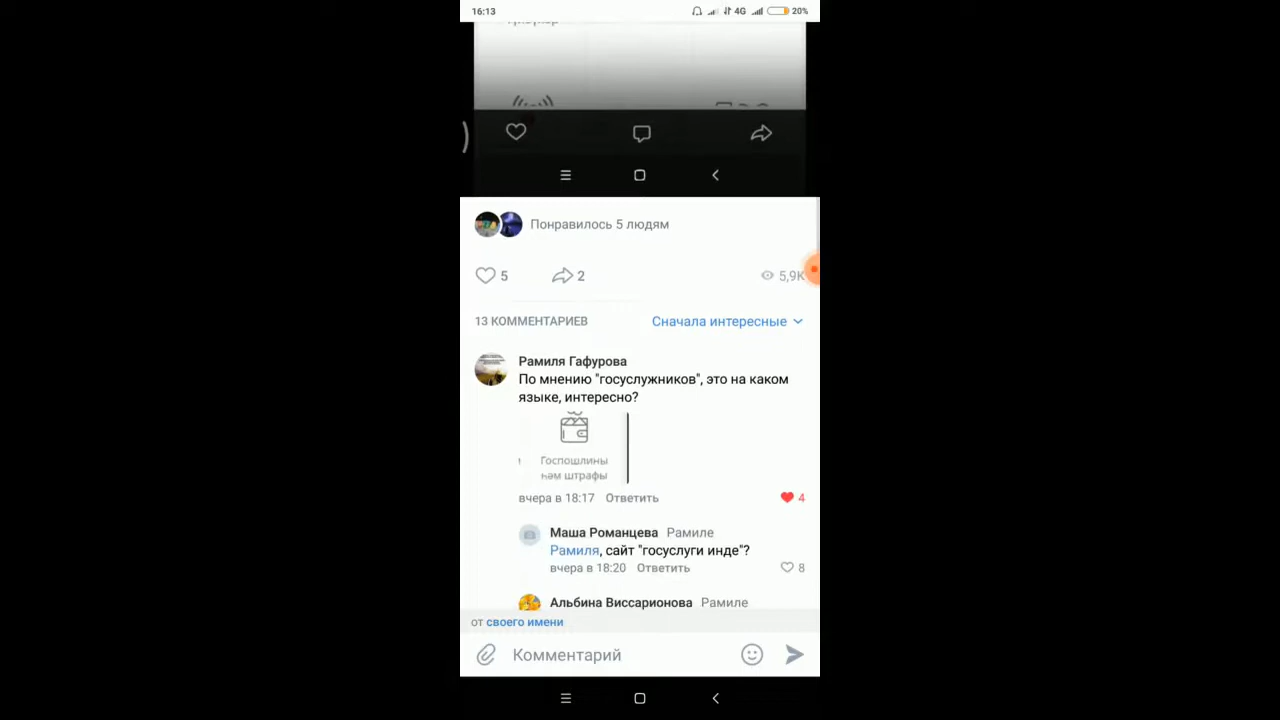 16:13
4G
20%
Понравилось 5 людям
5
2
5,9K
13 КОММЕНТАРИЕВ
Сначала интересные
Рамиля Гафурова
По мнению "госуслужников", это на каком
языке, интересно?
Госпошлины
һәм штрафы
вчера в 18:17 Ответить
4
Маша Романцева Рамиле
Рамиля, сайт "госуслуги инде"?
вчера в 18:20 Ответить
8
Альбина Виссарионова Рамиле
от своего имени
Комментарий